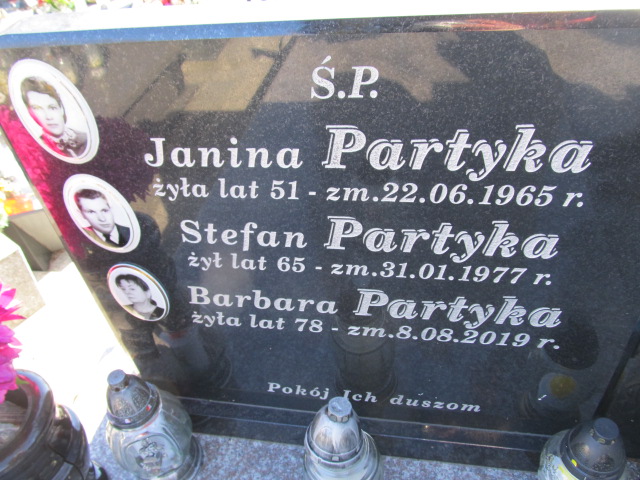 Ś.P.
Janina Partyka
żyła lat 51 - zm.22.06.1965 r.
Stefan Partyka
żył lat 65 - zm.31.01.1977 r.
Barbara Partyka
żyła lat 78 - zm.8.08.2019 r.
Pokój Ich duszom